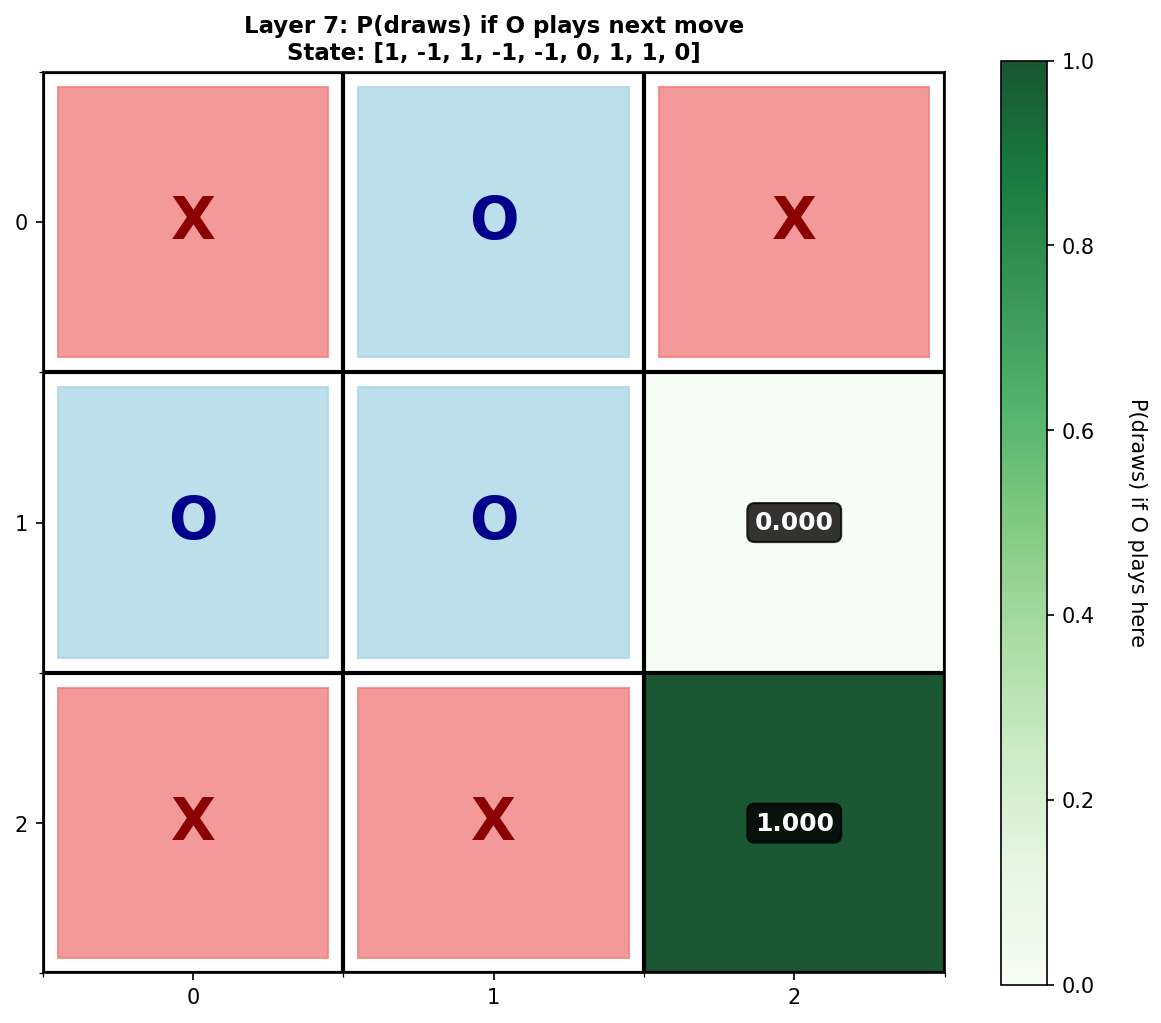 Layer 7: P(draws) if O plays next move
State: [1, -1, 1, -1, -1, 0, 1, 1, 0]
0
X
O
X
1
O
O
0.000
2
X
X
1.000
0
1
2
1.0
0.8
0.6
0.4
0.2
0.0
P(draws) if O plays here